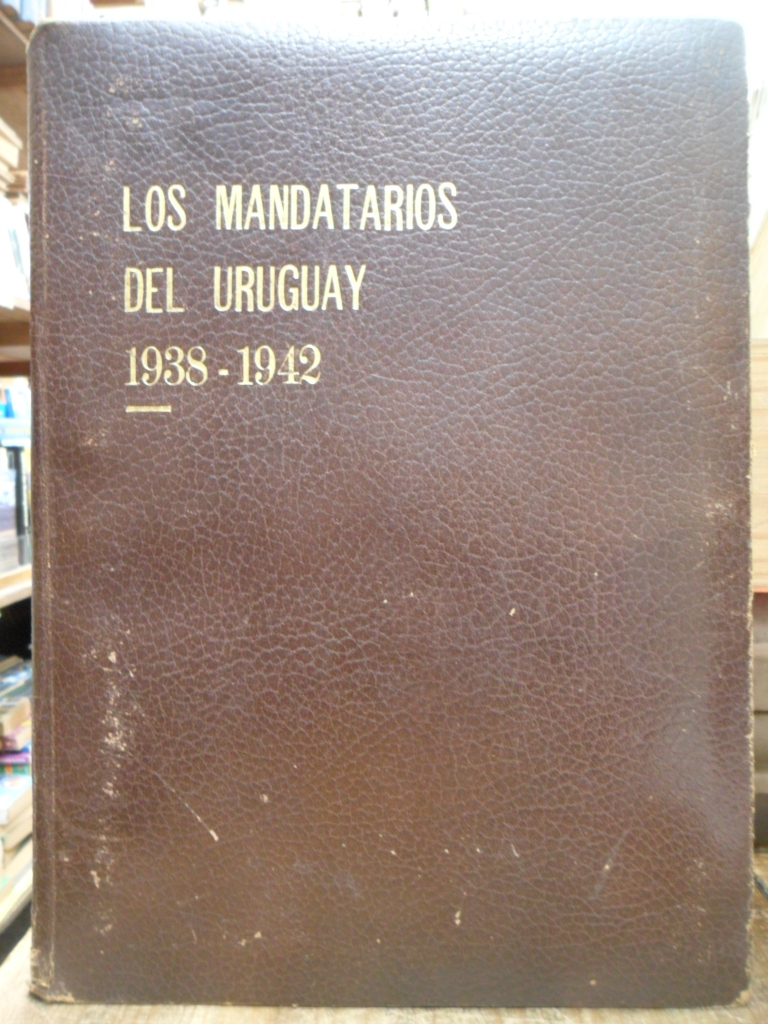 LOS MANDATARIOS
DEL URUGUAY
1938 - 1942